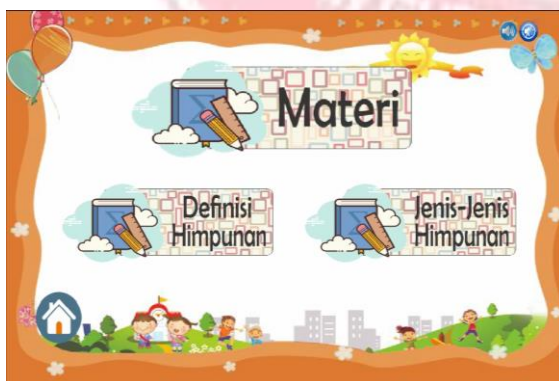 Materi
Definisi
Himpunan
Jenis-Jenis
Himpunan